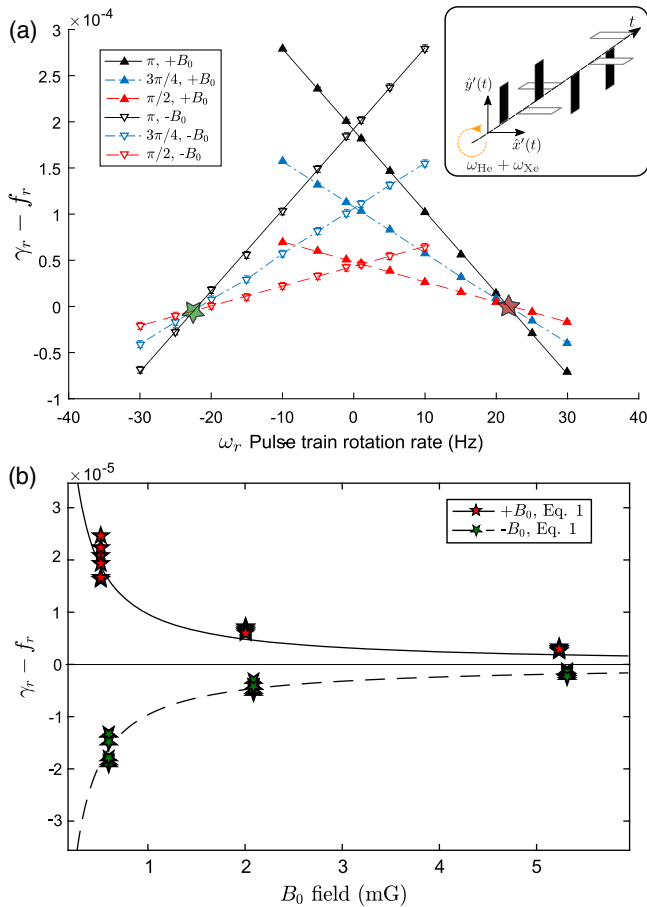 (a)
×10⁻⁴
3
2.5
2
1.5
1
0.5
0
-0.5
-1
γᵣ − fᵣ
π, +B₀
3π/4, +B₀
π/2, +B₀
π, -B₀
3π/4, -B₀
π/2, -B₀
t
ŷ′(t)
x̂′(t)
ω_He + ω_Xe
-40 -30 -20 -10 0 10 20 30 40
ωᵣ Pulse train rotation rate (Hz)
(b)
×10⁻⁵
3
2
1
0
-1
-2
-3
γᵣ − fᵣ
+B₀, Eq. 1
-B₀, Eq. 1
1 2 3 4 5
B₀ field (mG)